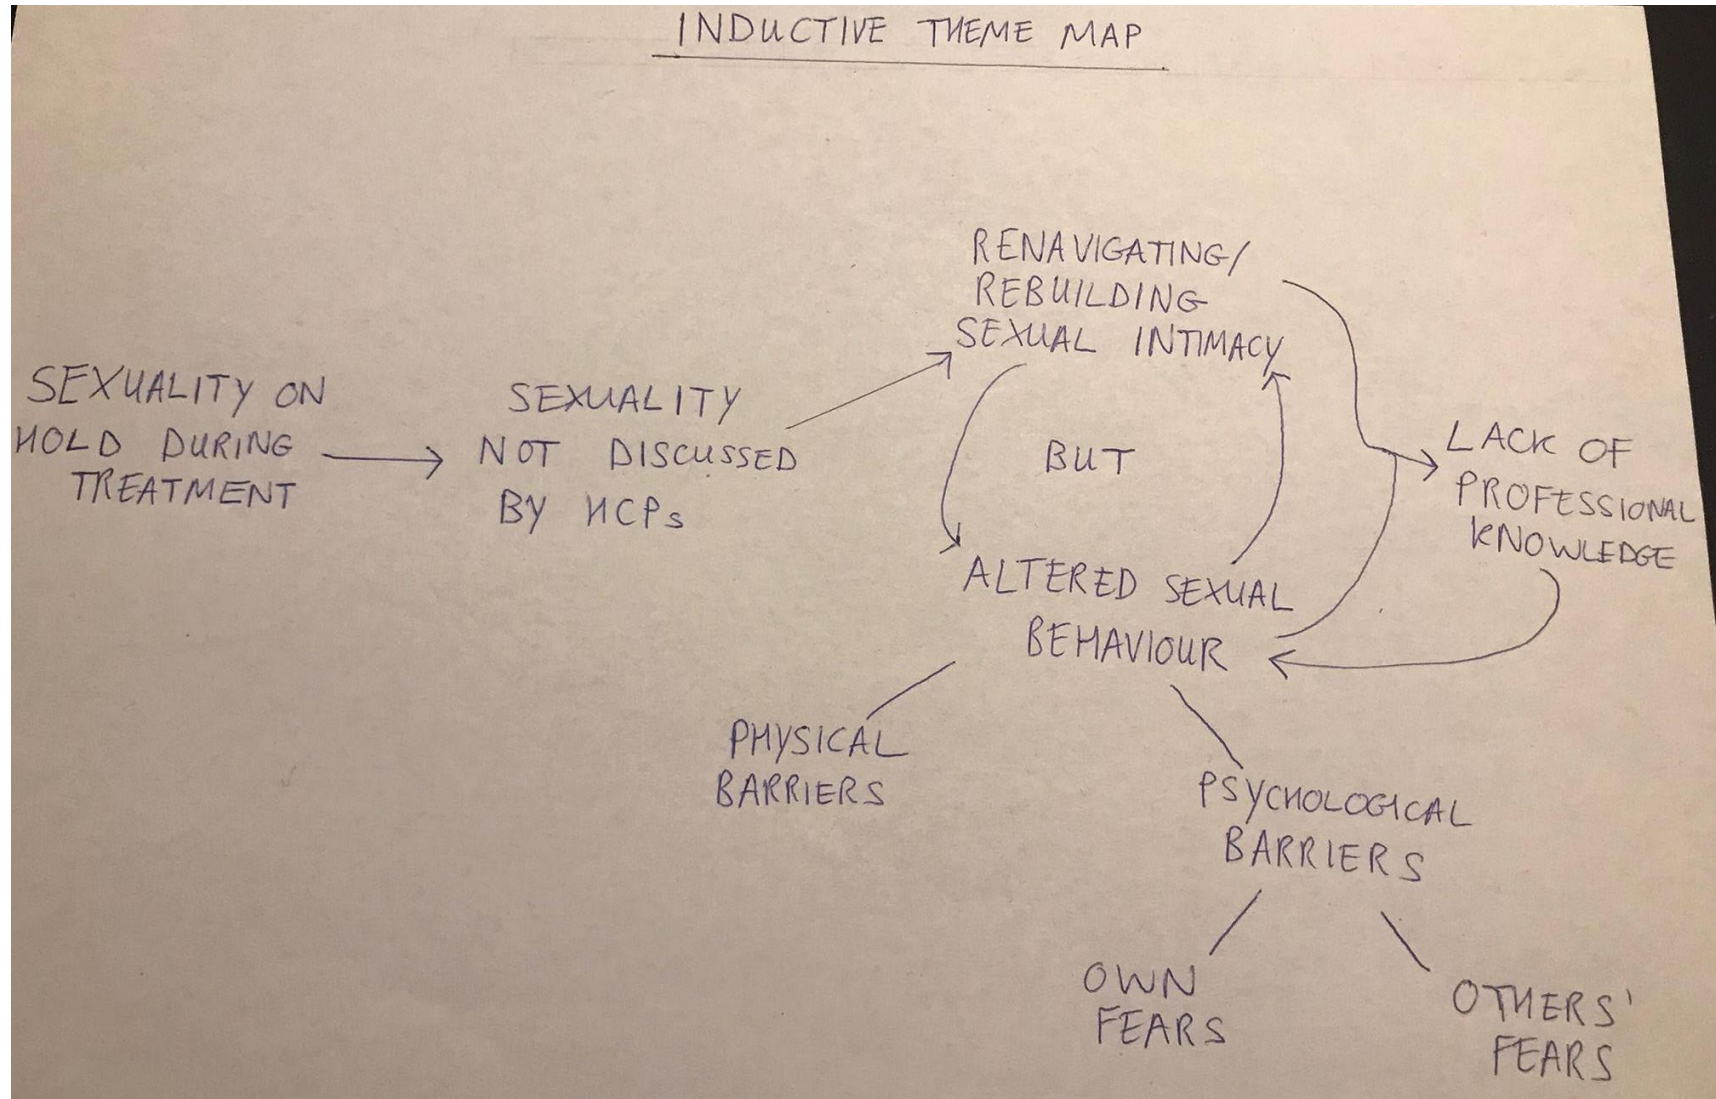 INDUCTIVE THEME MAP
RENAVIGATING/
REBUILDING
SEXUAL INTIMACY
SEXUALITY ON
HOLD DURING
TREATMENT
SEXUALITY
NOT DISCUSSED
BY HCPs
BUT
LACK OF
PROFESSIONAL
KNOWLEDGE
ALTERED SEXUAL
BEHAVIOUR
PHYSICAL
BARRIERS
PSYCHOLOGICAL
BARRIERS
OWN
FEARS
OTHERS'
FEARS